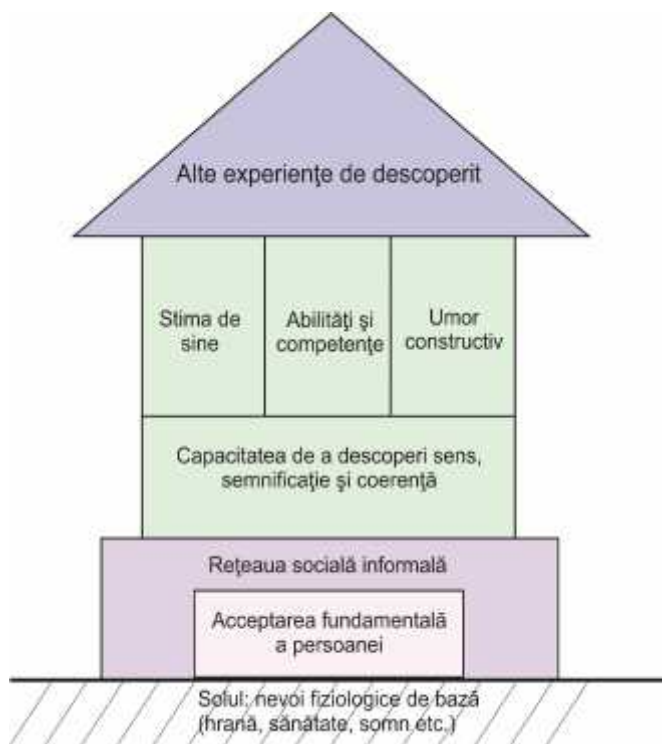 Alte experienţe de descoperit
Stima de
sine
Abilităţi şi
competenţe
Umor
constructiv
Capacitatea de a descoperi sens,
semnificaţie şi coerenţă
Reţeaua socială informală
Acceptarea fundamentală
a persoanei
Solul: nevoi fiziologice de bază
(hrană, sănătate, somn etc.)